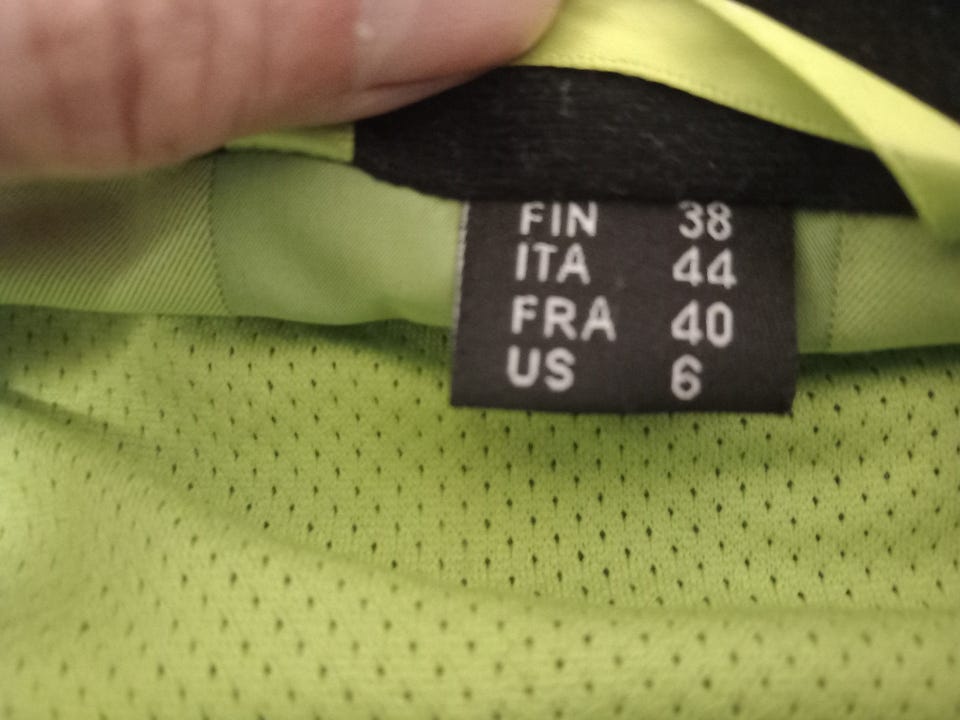 FIN 38
ITA 44
FRA 40
US 6